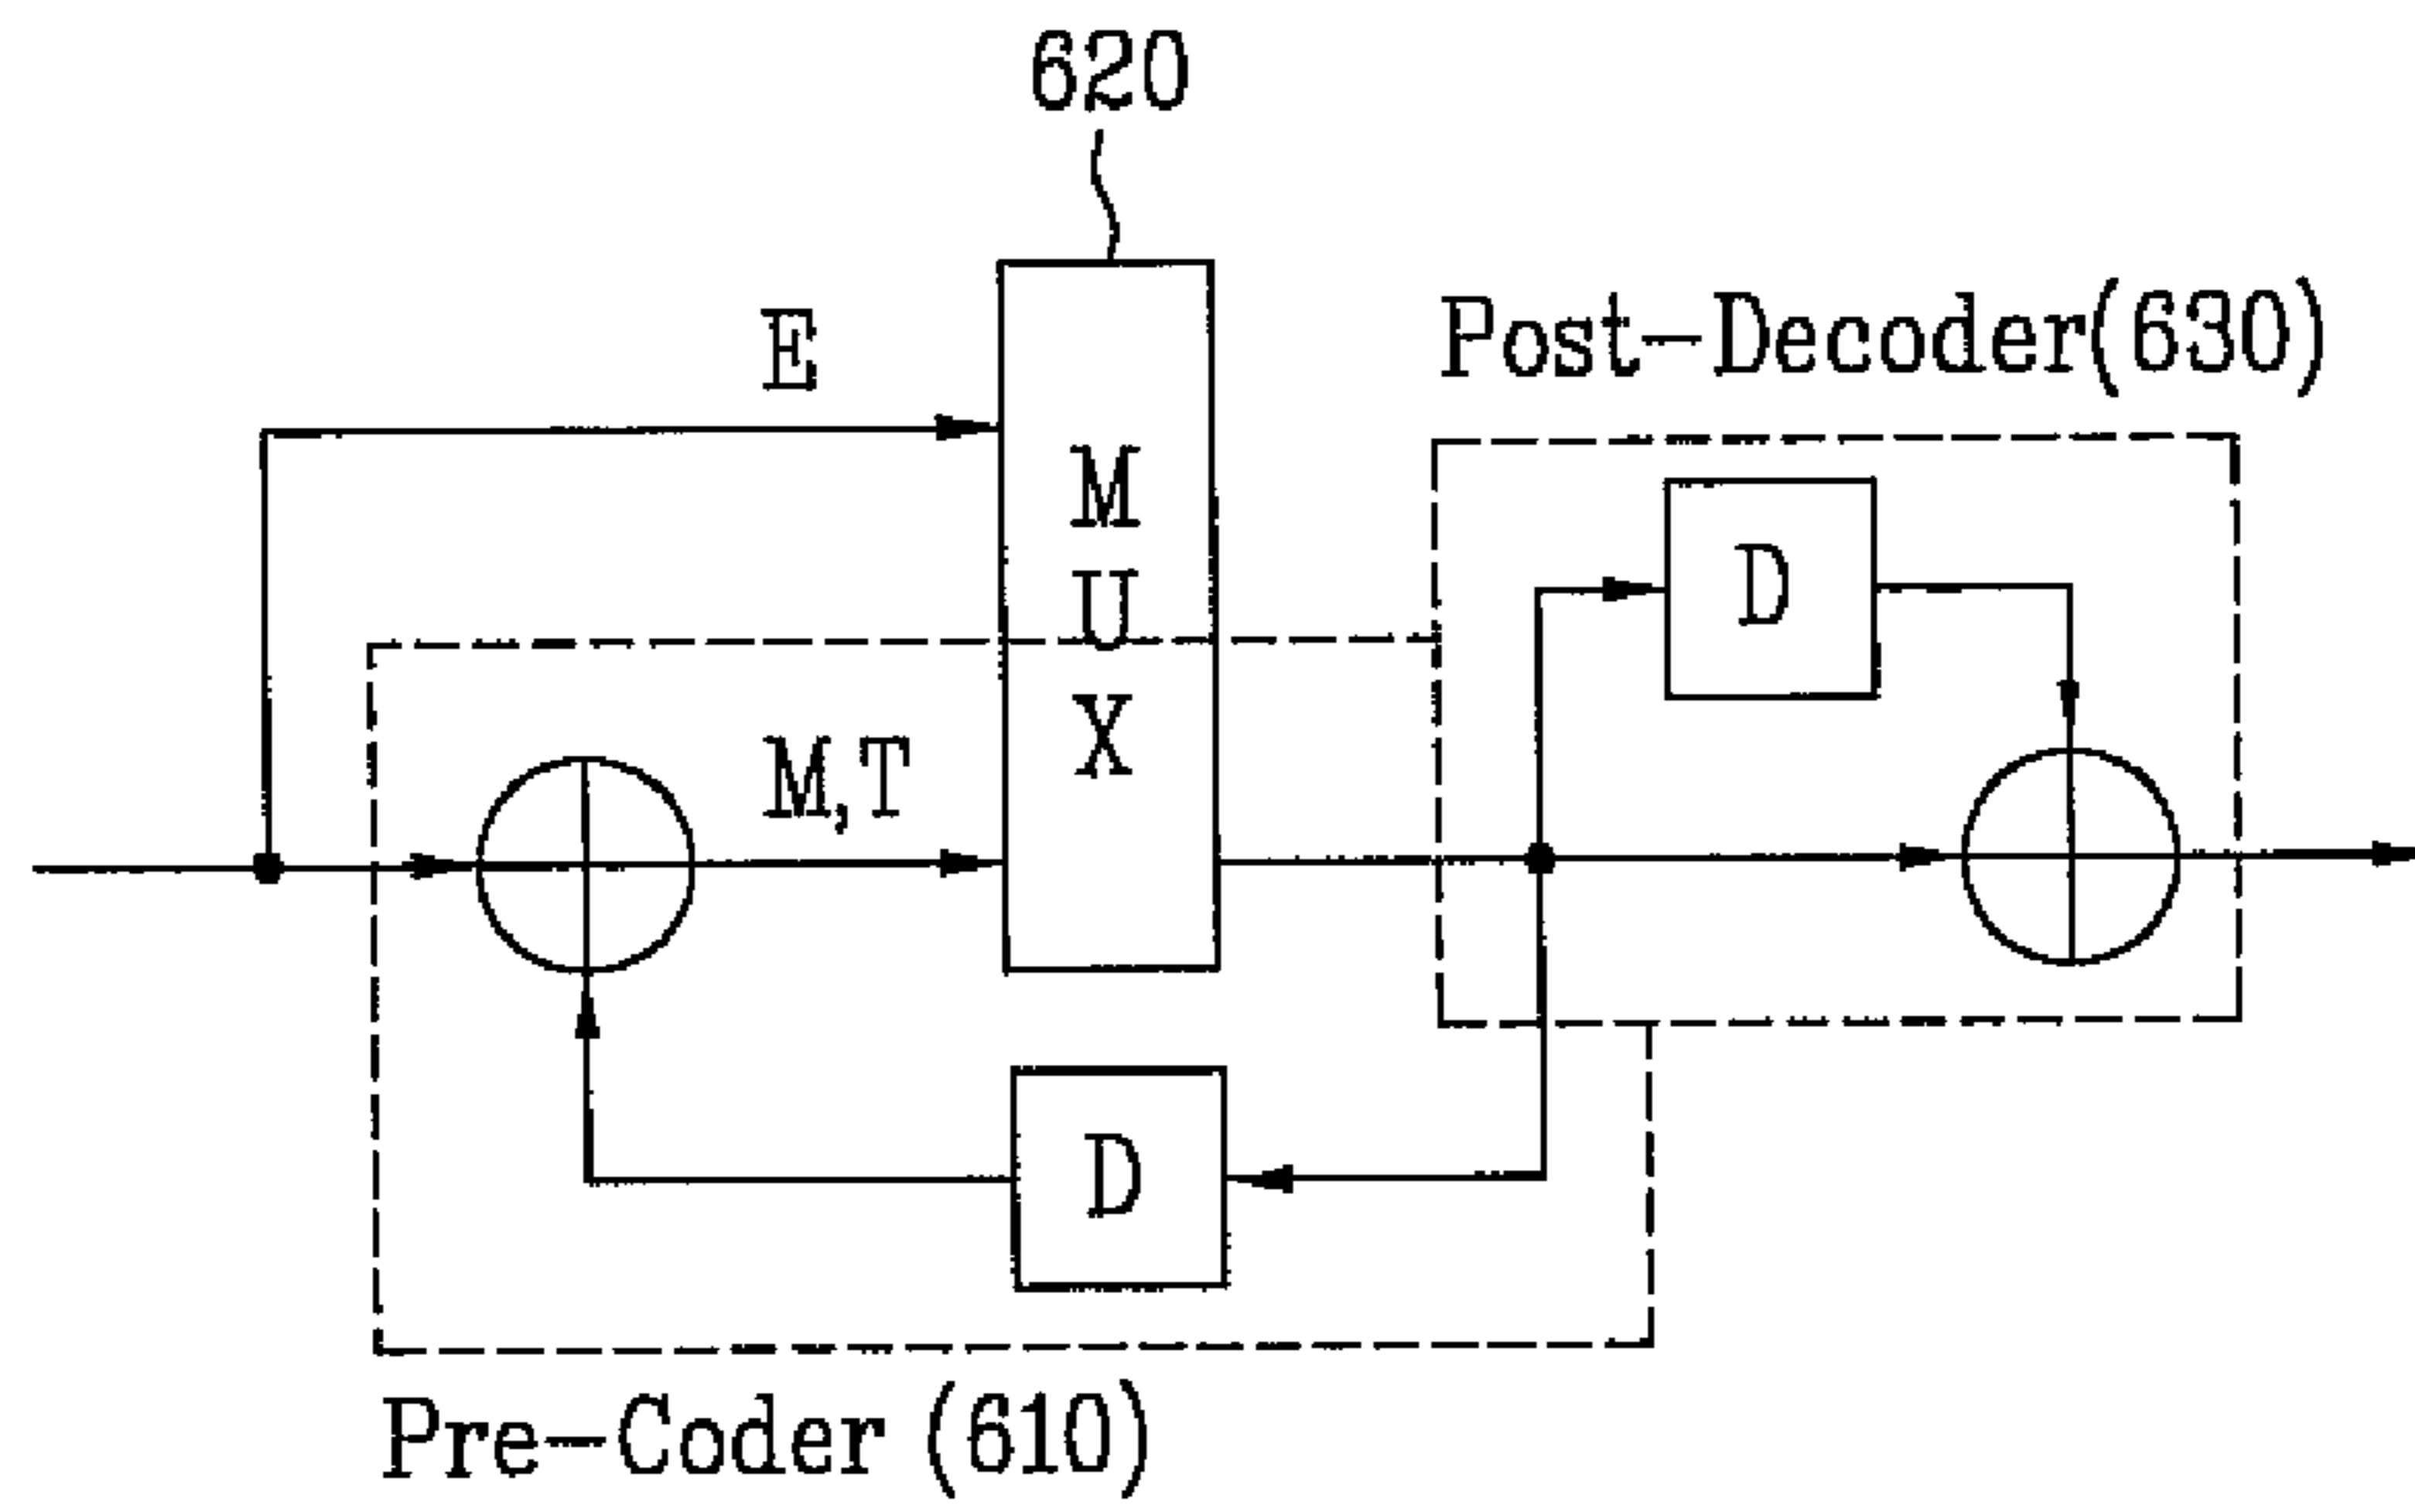 620
E
Post-Decoder(630)
M
U
X
D
M,T
D
Pre-Coder (610)